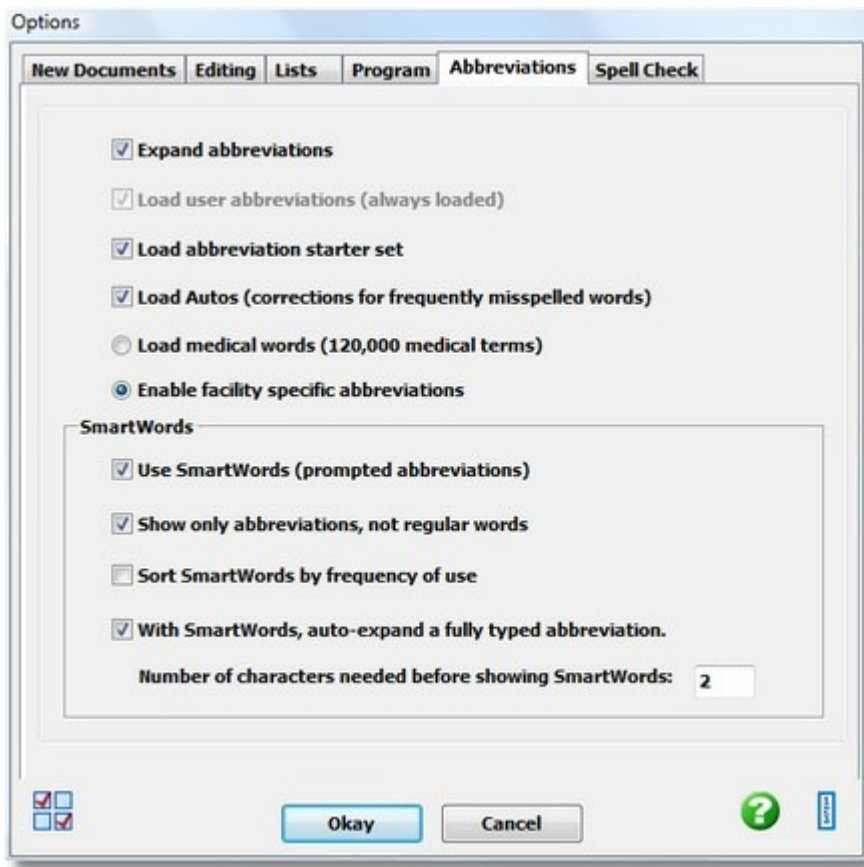 Options
New Documents Editing Lists Program Abbreviations Spell Check
Expand abbreviations
Load user abbreviations (always loaded)
Load abbreviation starter set
Load Autos (corrections for frequently misspelled words)
Load medical words (120,000 medical terms)
Enable facility specific abbreviations
SmartWords
Use SmartWords (prompted abbreviations)
Show only abbreviations, not regular words
Sort SmartWords by frequency of use
With SmartWords, auto-expand a fully typed abbreviation.
Number of characters needed before showing SmartWords: 2
Okay Cancel ?